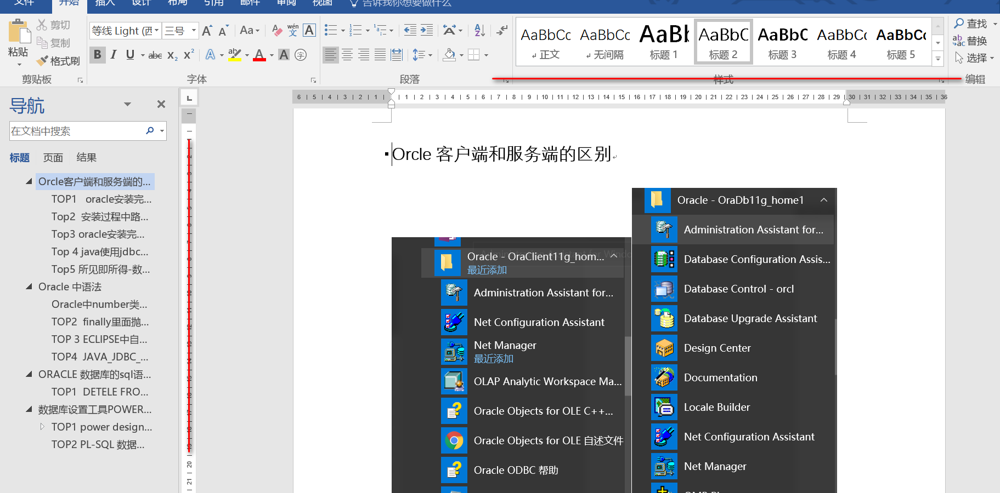 文件 开始 插入 设计 布局 引用 邮件 审阅 视图 告诉我你想要做什么
粘贴
剪切
复制
格式刷
剪贴板
等线 Light (西 三号
Aa
wén
文
A
B I U abc X₂ X² A ab A A 字
字体
段落
AaBbCc
↲ 正文
AaBbCc
↲ 无间隔
AaBb
标题 1
AaBbC
标题 2
AaBbC
标题 3
AaBbCc
标题 4
AaBbCc
标题 5
样式
查找
替换
选择
编辑
导航
在文档中搜索
标题 页面 结果
Orcle客户端和服务端的...
TOP1 oracle安装完...
Top2 安装过程中路...
Top3 oracle安装完...
Top 4 java使用jdbc...
Top5 所见即所得-数...
Oracle 中语法
Oracle中number类...
TOP2 finally里面抛...
TOP 3 ECLIPSE中自...
TOP4 JAVA_JDBC_...
ORACLE 数据库的sql语...
TOP1 DETELE FRO...
数据库设置工具POWER...
TOP1 power design...
TOP2 PL-SQL 数据...
6 5 4 3 2 1 1 2 3 4 5 6 7 8 9 10 11 12 13 14 15 16 17 18 19 20 21 22 23 24 25 26 27 28 29 30 31 32 33 34 35 36
20
21
Orcle 客户端和服务端的区别
Oracle - OraClient11g_hom...
最近添加
Administration Assistant for...
Net Configuration Assistant
Net Manager
最近添加
OLAP Analytic Workspace Ma...
Oracle Objects for OLE C++...
Oracle Objects for OLE 自述文件
Oracle ODBC 帮助
Oracle - OraDb11g_home1
Administration Assistant for...
Database Configuration Assis...
Database Control - orcl
Database Upgrade Assistant
Design Center
Documentation
Locale Builder
Net Configuration Assistant
Net Manager